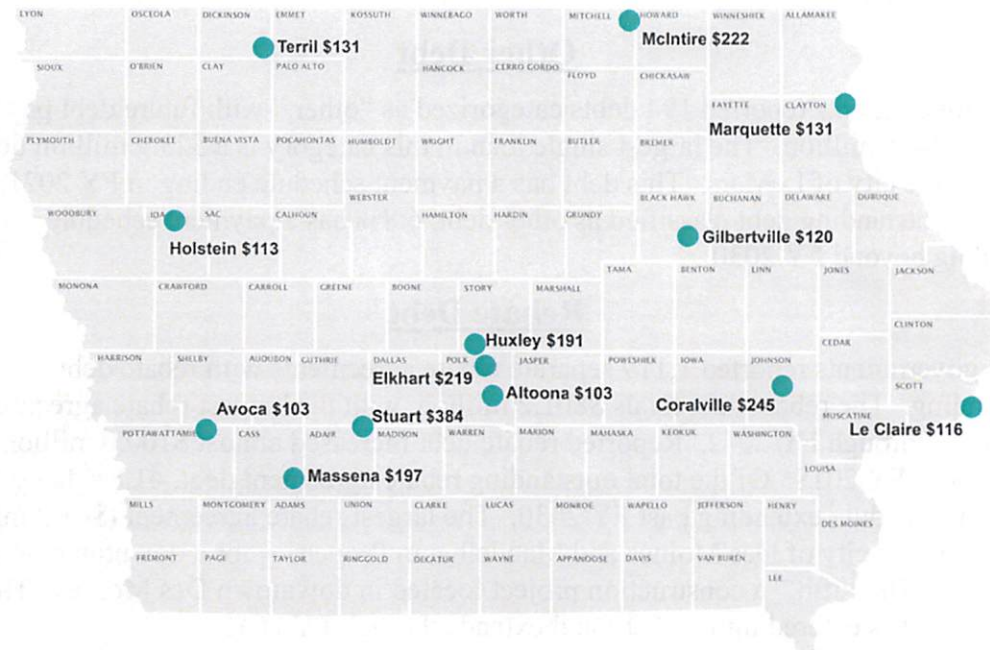 LYON OSCEOLA DICKINSON EMMET KOSSUTH WINNEBAGO WORTH MITCHELL HOWARD WINNESHIEK ALLAMAKEE
McIntire $222
Terril $131
SIOUX O'BRIEN CLAY PALO ALTO HANCOCK CERRO GORDO FLOYD CHICKASAW
FAYETTE CLAYTON
Marquette $131
PLYMOUTH CHEROKEE BUENA VISTA POCAHONTAS HUMBOLDT WRIGHT FRANKLIN BUTLER BREMER
WEBSTER BLACK HAWK BUCHANAN DELAWARE DUBUQUE
WOODBURY IDA SAC CALHOUN HAMILTON HARDIN GRUNDY
Gilbertville $120
Holstein $113
TAMA BENTON LINN JONES JACKSON
MONONA CRAWFORD CARROLL GREENE BOONE STORY MARSHALL
CLINTON
Huxley $191
CEDAR
HARRISON SHELBY AUDUBON GUTHRIE DALLAS POLK JASPER POWESHIEK IOWA JOHNSON
Elkhart $219
SCOTT
Altoona $103
Coralville $245
Avoca $103
Stuart $384
MUSCATINE
Le Claire $116
POTTAWATTAMIE CASS ADAIR MADISON WARREN MARION MAHASKA KEOKUK WASHINGTON
LOUISA
Massena $197
MILLS MONTGOMERY ADAMS UNION CLARKE LUCAS MONROE WAPELLO JEFFERSON HENRY
DES MOINES
FREMONT PAGE TAYLOR RINGGOLD DECATUR WAYNE APPANOOSE DAVIS VAN BUREN
LEE